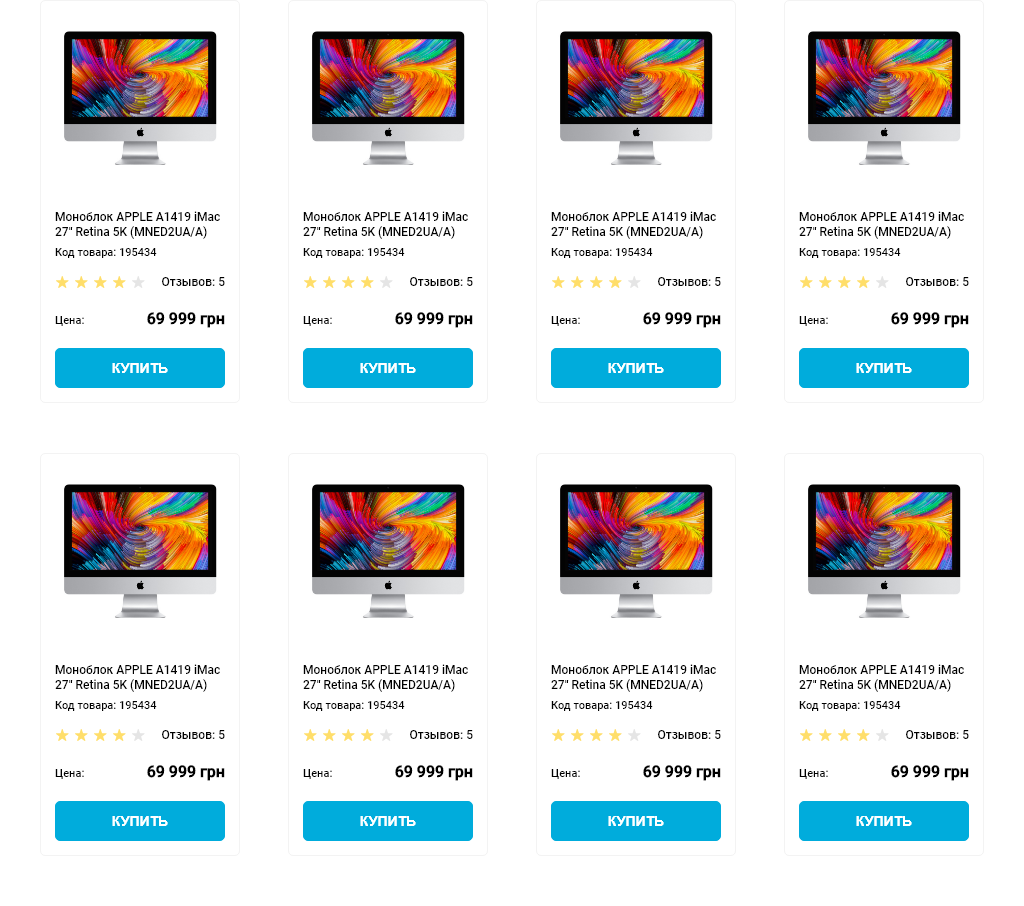 Моноблок APPLE A1419 iMac
27" Retina 5K (MNED2UA/A)
Код товара: 195434
Отзывов: 5
Цена: 69 999 грн
КУПИТЬ
Моноблок APPLE A1419 iMac
27" Retina 5K (MNED2UA/A)
Код товара: 195434
Отзывов: 5
Цена: 69 999 грн
КУПИТЬ
Моноблок APPLE A1419 iMac
27" Retina 5K (MNED2UA/A)
Код товара: 195434
Отзывов: 5
Цена: 69 999 грн
КУПИТЬ
Моноблок APPLE A1419 iMac
27" Retina 5K (MNED2UA/A)
Код товара: 195434
Отзывов: 5
Цена: 69 999 грн
КУПИТЬ
Моноблок APPLE A1419 iMac
27" Retina 5K (MNED2UA/A)
Код товара: 195434
Отзывов: 5
Цена: 69 999 грн
КУПИТЬ
Моноблок APPLE A1419 iMac
27" Retina 5K (MNED2UA/A)
Код товара: 195434
Отзывов: 5
Цена: 69 999 грн
КУПИТЬ
Моноблок APPLE A1419 iMac
27" Retina 5K (MNED2UA/A)
Код товара: 195434
Отзывов: 5
Цена: 69 999 грн
КУПИТЬ
Моноблок APPLE A1419 iMac
27" Retina 5K (MNED2UA/A)
Код товара: 195434
Отзывов: 5
Цена: 69 999 грн
КУПИТЬ